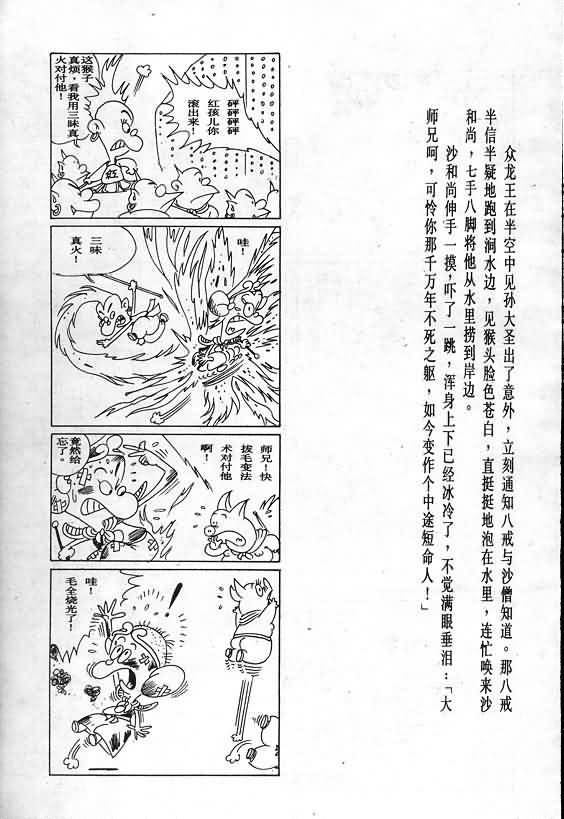 众龙王在半空中见孙大圣出了意外，立刻通知八戒与沙僧知道。那八戒
半信半疑地跑到涧水边，见猴头脸色苍白，直挺挺地泡在水里，连忙唤来沙
和尚，七手八脚将他从水里捞到岸边。
沙和尚伸手一摸，吓了一跳，浑身上下已经冰冷了，不觉满眼垂泪：「大
师兄呵，可怜你那千万年不死之躯，如今变作个中途短命人！」
砰砰砰砰
红孩儿你
滚出来！
这猴子
真烦，看我用三昧真
火对付他！
红
哇！
三昧
真火！
师兄！快
拔毛变法
术对付他
啊！
竟然给
忘了。
哇！
毛全烧光了！
！